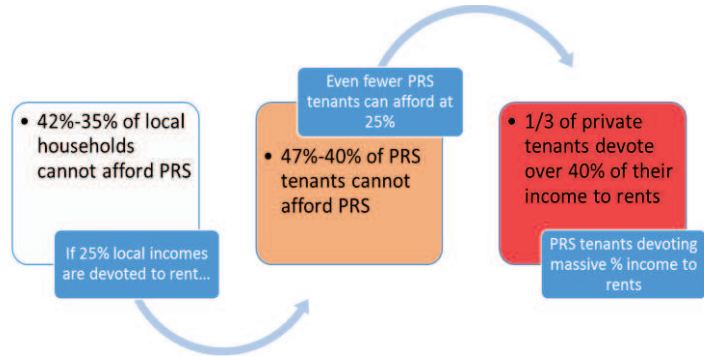 • 42%-35% of local
households
cannot afford PRS
If 25% local incomes
are devoted to rent...
Even fewer PRS
tenants can afford at
25%
• 47%-40% of PRS
tenants cannot
afford PRS
• 1/3 of private
tenants devote
over 40% of their
income to rents
PRS tenants devoting
massive % income to
rents